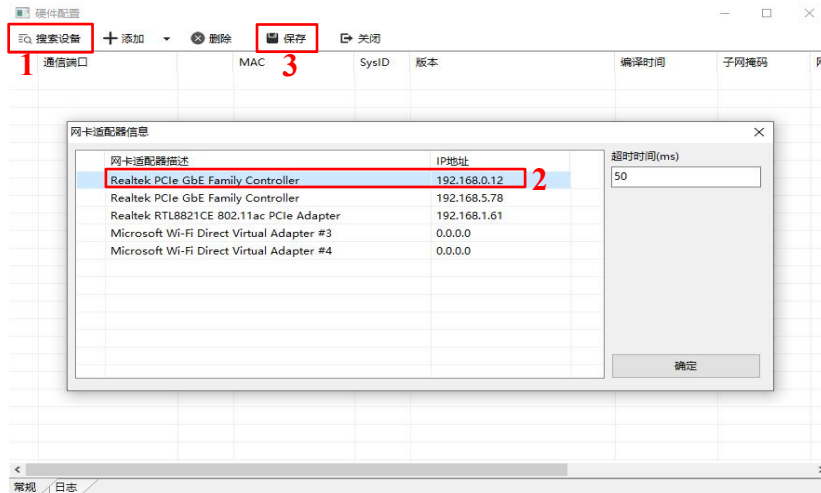 硬件配置
搜索设备 添加 删除 保存 关闭
1 通信端口 MAC 3 SysID 版本 编译时间 子网掩码
网卡适配器信息
网卡适配器描述 IP地址 超时时间(ms)
Realtek PCIe GbE Family Controller 192.168.0.12 2 50
Realtek PCIe GbE Family Controller 192.168.5.78
Realtek RTL8821CE 802.11ac PCIe Adapter 192.168.1.61
Microsoft Wi-Fi Direct Virtual Adapter #3 0.0.0.0
Microsoft Wi-Fi Direct Virtual Adapter #4 0.0.0.0
确定
常规 日志